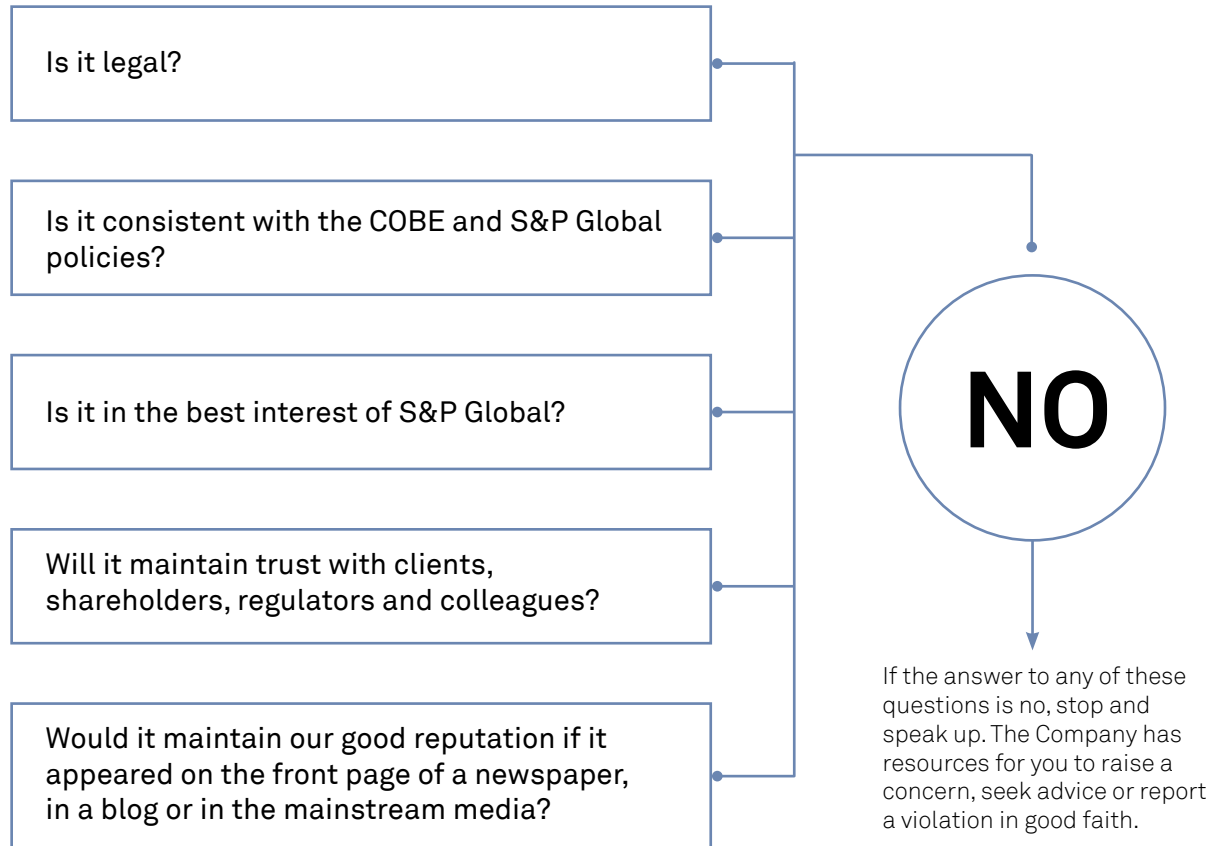 Is it legal?
Is it consistent with the COBE and S&P Global
policies?
Is it in the best interest of S&P Global?
Will it maintain trust with clients,
shareholders, regulators and colleagues?
Would it maintain our good reputation if it
appeared on the front page of a newspaper,
in a blog or in the mainstream media?
NO
If the answer to any of these
questions is no, stop and
speak up. The Company has
resources for you to raise a
concern, seek advice or report
a violation in good faith.